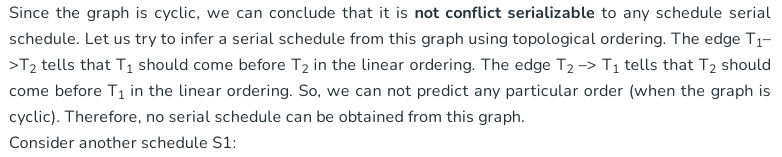 Since the graph is cyclic, we can conclude that it is not conflict serializable to any schedule serial
schedule. Let us try to infer a serial schedule from this graph using topological ordering. The edge T₁–
>T₂ tells that T₁ should come before T₂ in the linear ordering. The edge T₂ –> T₁ tells that T₂ should
come before T₁ in the linear ordering. So, we can not predict any particular order (when the graph is
cyclic). Therefore, no serial schedule can be obtained from this graph.
Consider another schedule S1: